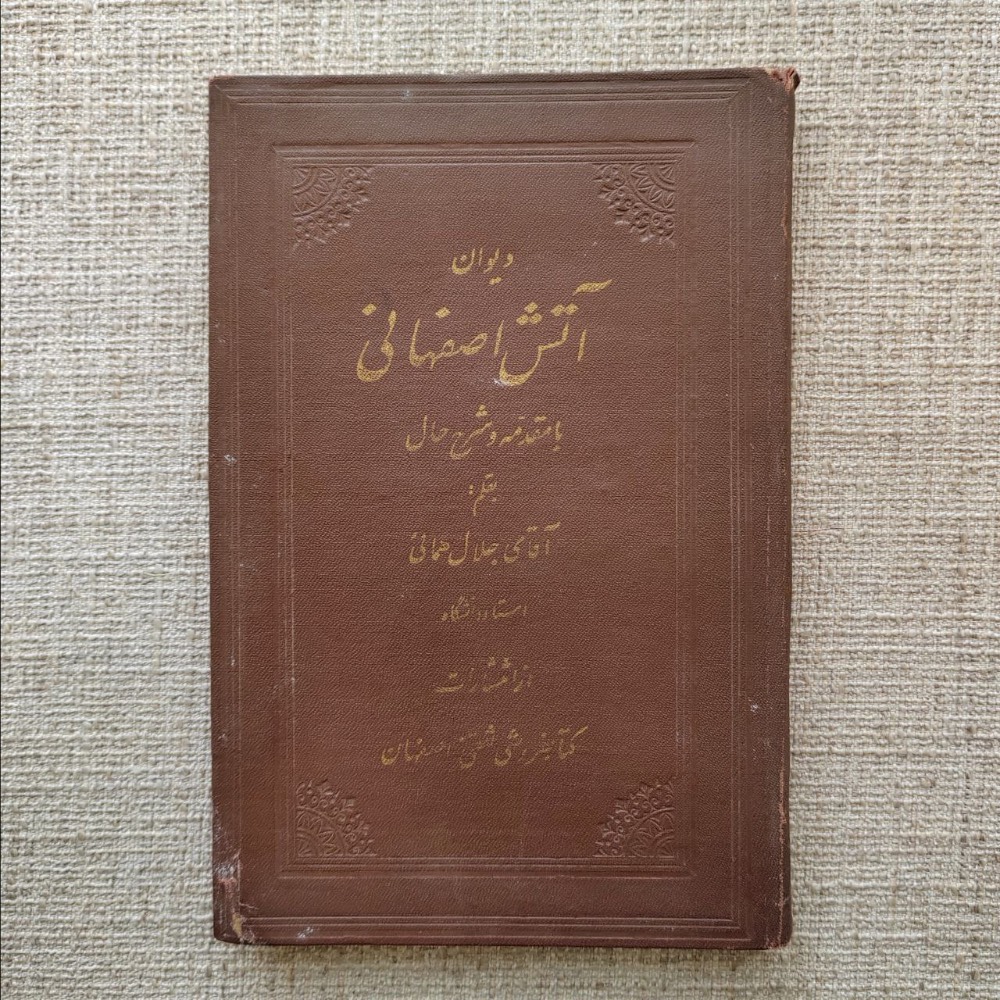 دیوان
آتش اصفهانی
با مقدمه و شرح حال
بقلم:
آقای جلال همائی
استاد دانشگاه
از انتشارات
کتابفروشی ثقفی اصفهان